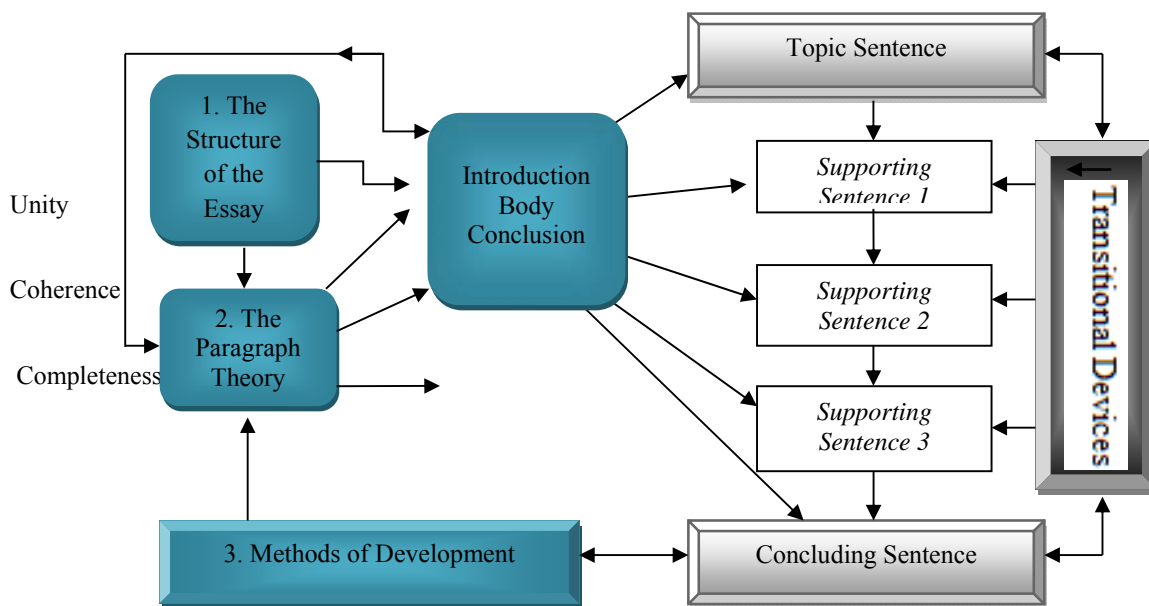 Topic Sentence
1. The
Structure
of the
Essay
Supporting
Sentence 1
Introduction
Body
Conclusion
Transitional Devices
Unity
Coherence
Supporting
Sentence 2
2. The
Paragraph
Theory
Completeness
Supporting
Sentence 3
3. Methods of Development
Concluding Sentence